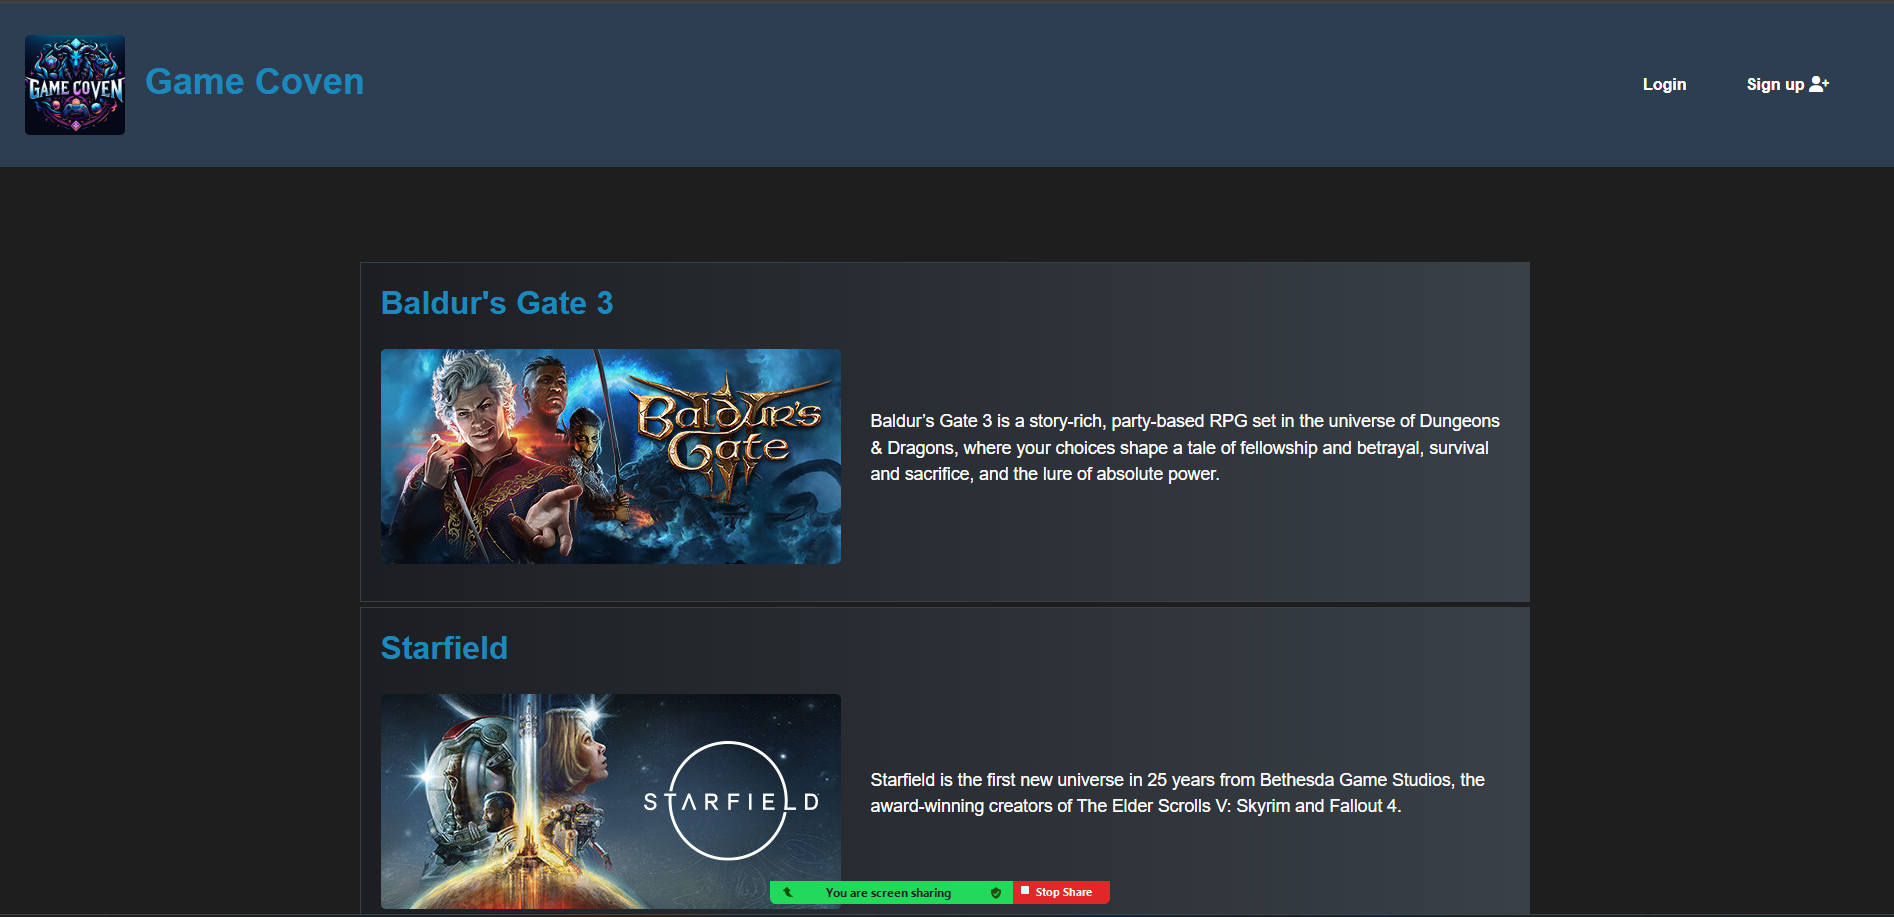 GAME COVEN
Game Coven
Login
Sign up
Baldur's Gate 3
BALDUR'S
GATE
Baldur’s Gate 3 is a story-rich, party-based RPG set in the universe of Dungeons
& Dragons, where your choices shape a tale of fellowship and betrayal, survival
and sacrifice, and the lure of absolute power.
Starfield
STARFIELD
Starfield is the first new universe in 25 years from Bethesda Game Studios, the
award-winning creators of The Elder Scrolls V: Skyrim and Fallout 4.
You are screen sharing
Stop Share